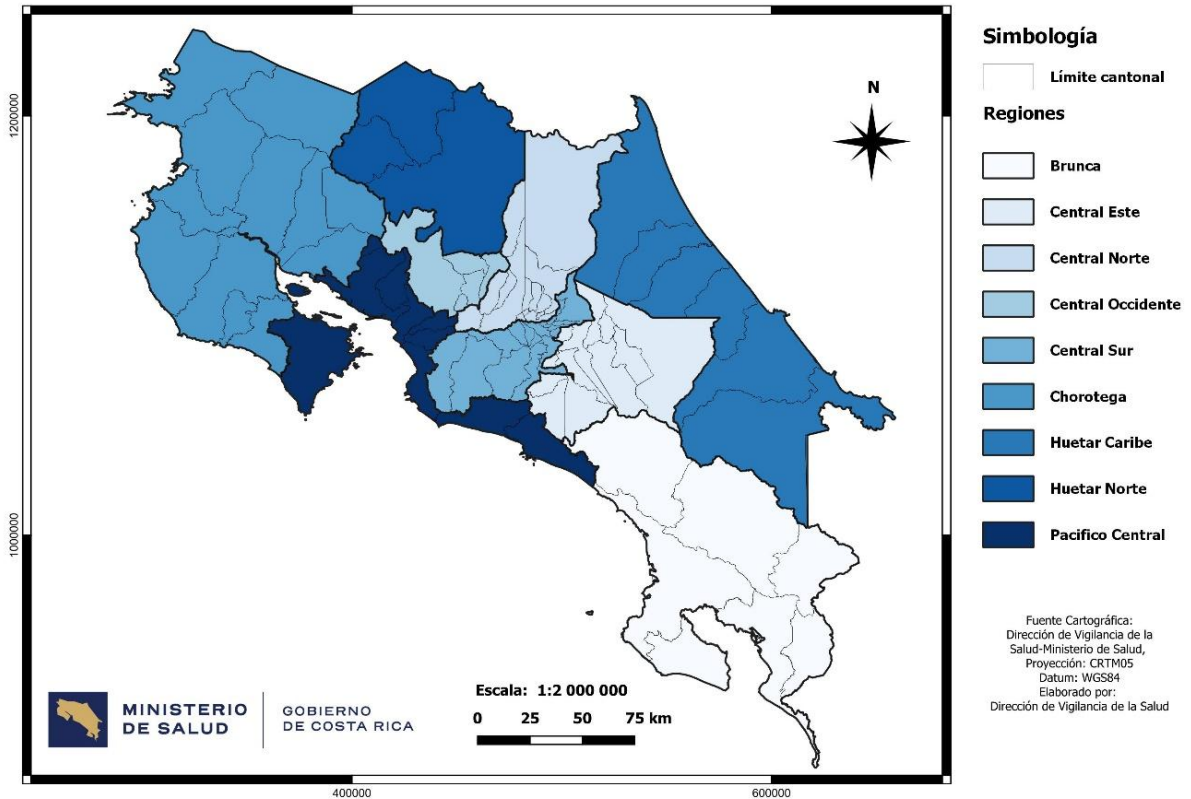 Simbología
Límite cantonal
Regiones
Brunca
Central Este
Central Norte
Central Occidente
Central Sur
Chorotega
Huetar Caribe
Huetar Norte
Pacifico Central
N
1200000
1000000
400000
600000
Escala: 1:2 000 000
0 25 50 75 km
MINISTERIO
DE SALUD
GOBIERNO
DE COSTA RICA
Fuente Cartográfica:
Dirección de Vigilancia de la
Salud-Ministerio de Salud,
Proyección: CRTM05
Datum: WGS84
Elaborado por:
Dirección de Vigilancia de la Salud